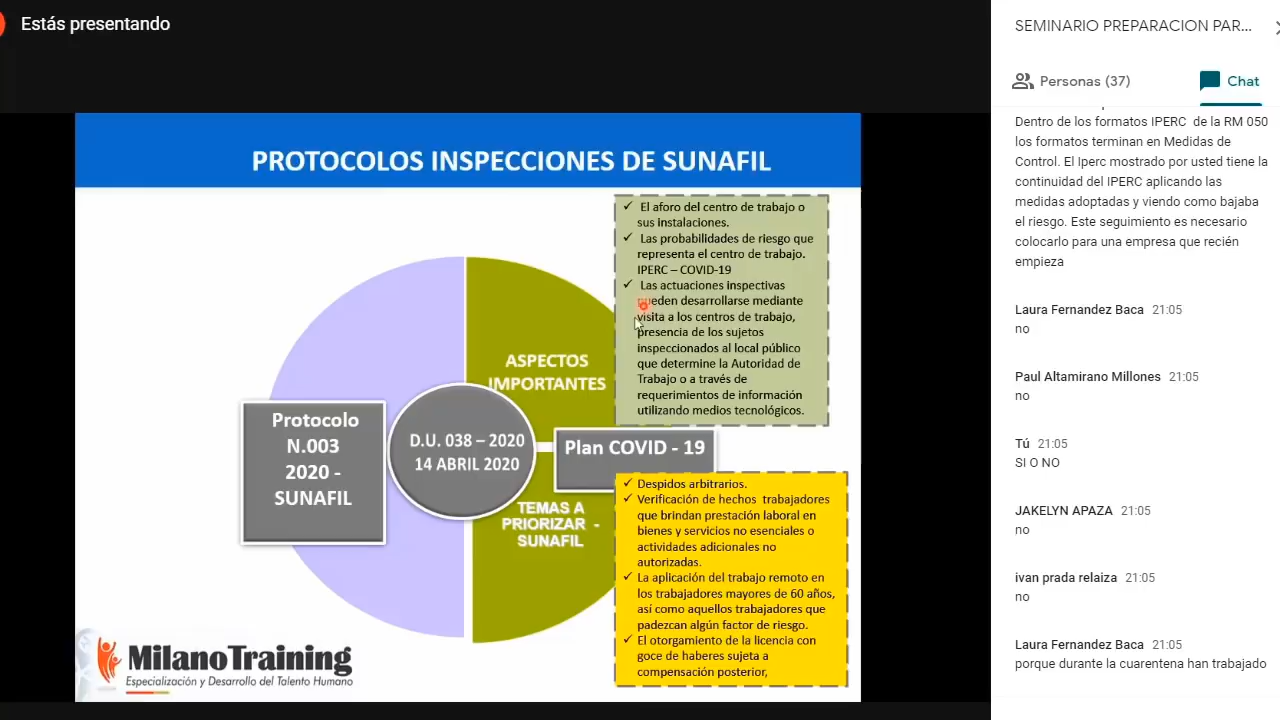 Estás presentando
PROTOCOLOS INSPECCIONES DE SUNAFIL
✓ El aforo del centro de trabajo o
sus instalaciones.
✓ Las probabilidades de riesgo que
representa el centro de trabajo.
IPERC – COVID-19
✓ Las actuaciones inspectivas
pueden desarrollarse mediante
visita a los centros de trabajo,
presencia de los sujetos
inspeccionados al local público
que determine la Autoridad de
Trabajo o a través de
requerimientos de información
utilizando medios tecnológicos.
ASPECTOS
IMPORTANTES
Protocolo
N.003
2020 -
SUNAFIL
D.U. 038 – 2020
14 ABRIL 2020
Plan COVID - 19
TEMAS A
PRIORIZAR -
SUNAFIL
✓ Despidos arbitrarios.
✓ Verificación de hechos trabajadores
que brindan prestación laboral en
bienes y servicios no esenciales o
actividades adicionales no
autorizadas.
✓ La aplicación del trabajo remoto en
los trabajadores mayores de 60 años,
así como aquellos trabajadores que
padezcan algún factor de riesgo.
✓ El otorgamiento de la licencia con
goce de haberes sujeta a
compensación posterior,
Milano Training
Especialización y Desarrollo del Talento Humano
SEMINARIO PREPARACION PAR...
Personas (37)
Chat
Dentro de los formatos IPERC de la RM 050
los formatos terminan en Medidas de
Control. El Iperc mostrado por usted tiene la
continuidad del IPERC aplicando las
medidas adoptadas y viendo como bajaba
el riesgo. Este seguimiento es necesario
colocarlo para una empresa que recién
empieza
Laura Fernandez Baca 21:05
no
Paul Altamirano Millones 21:05
no
Tú 21:05
SI O NO
JAKELYN APAZA 21:05
no
ivan prada relaiza 21:05
no
Laura Fernandez Baca 21:05
porque durante la cuarentena han trabajado